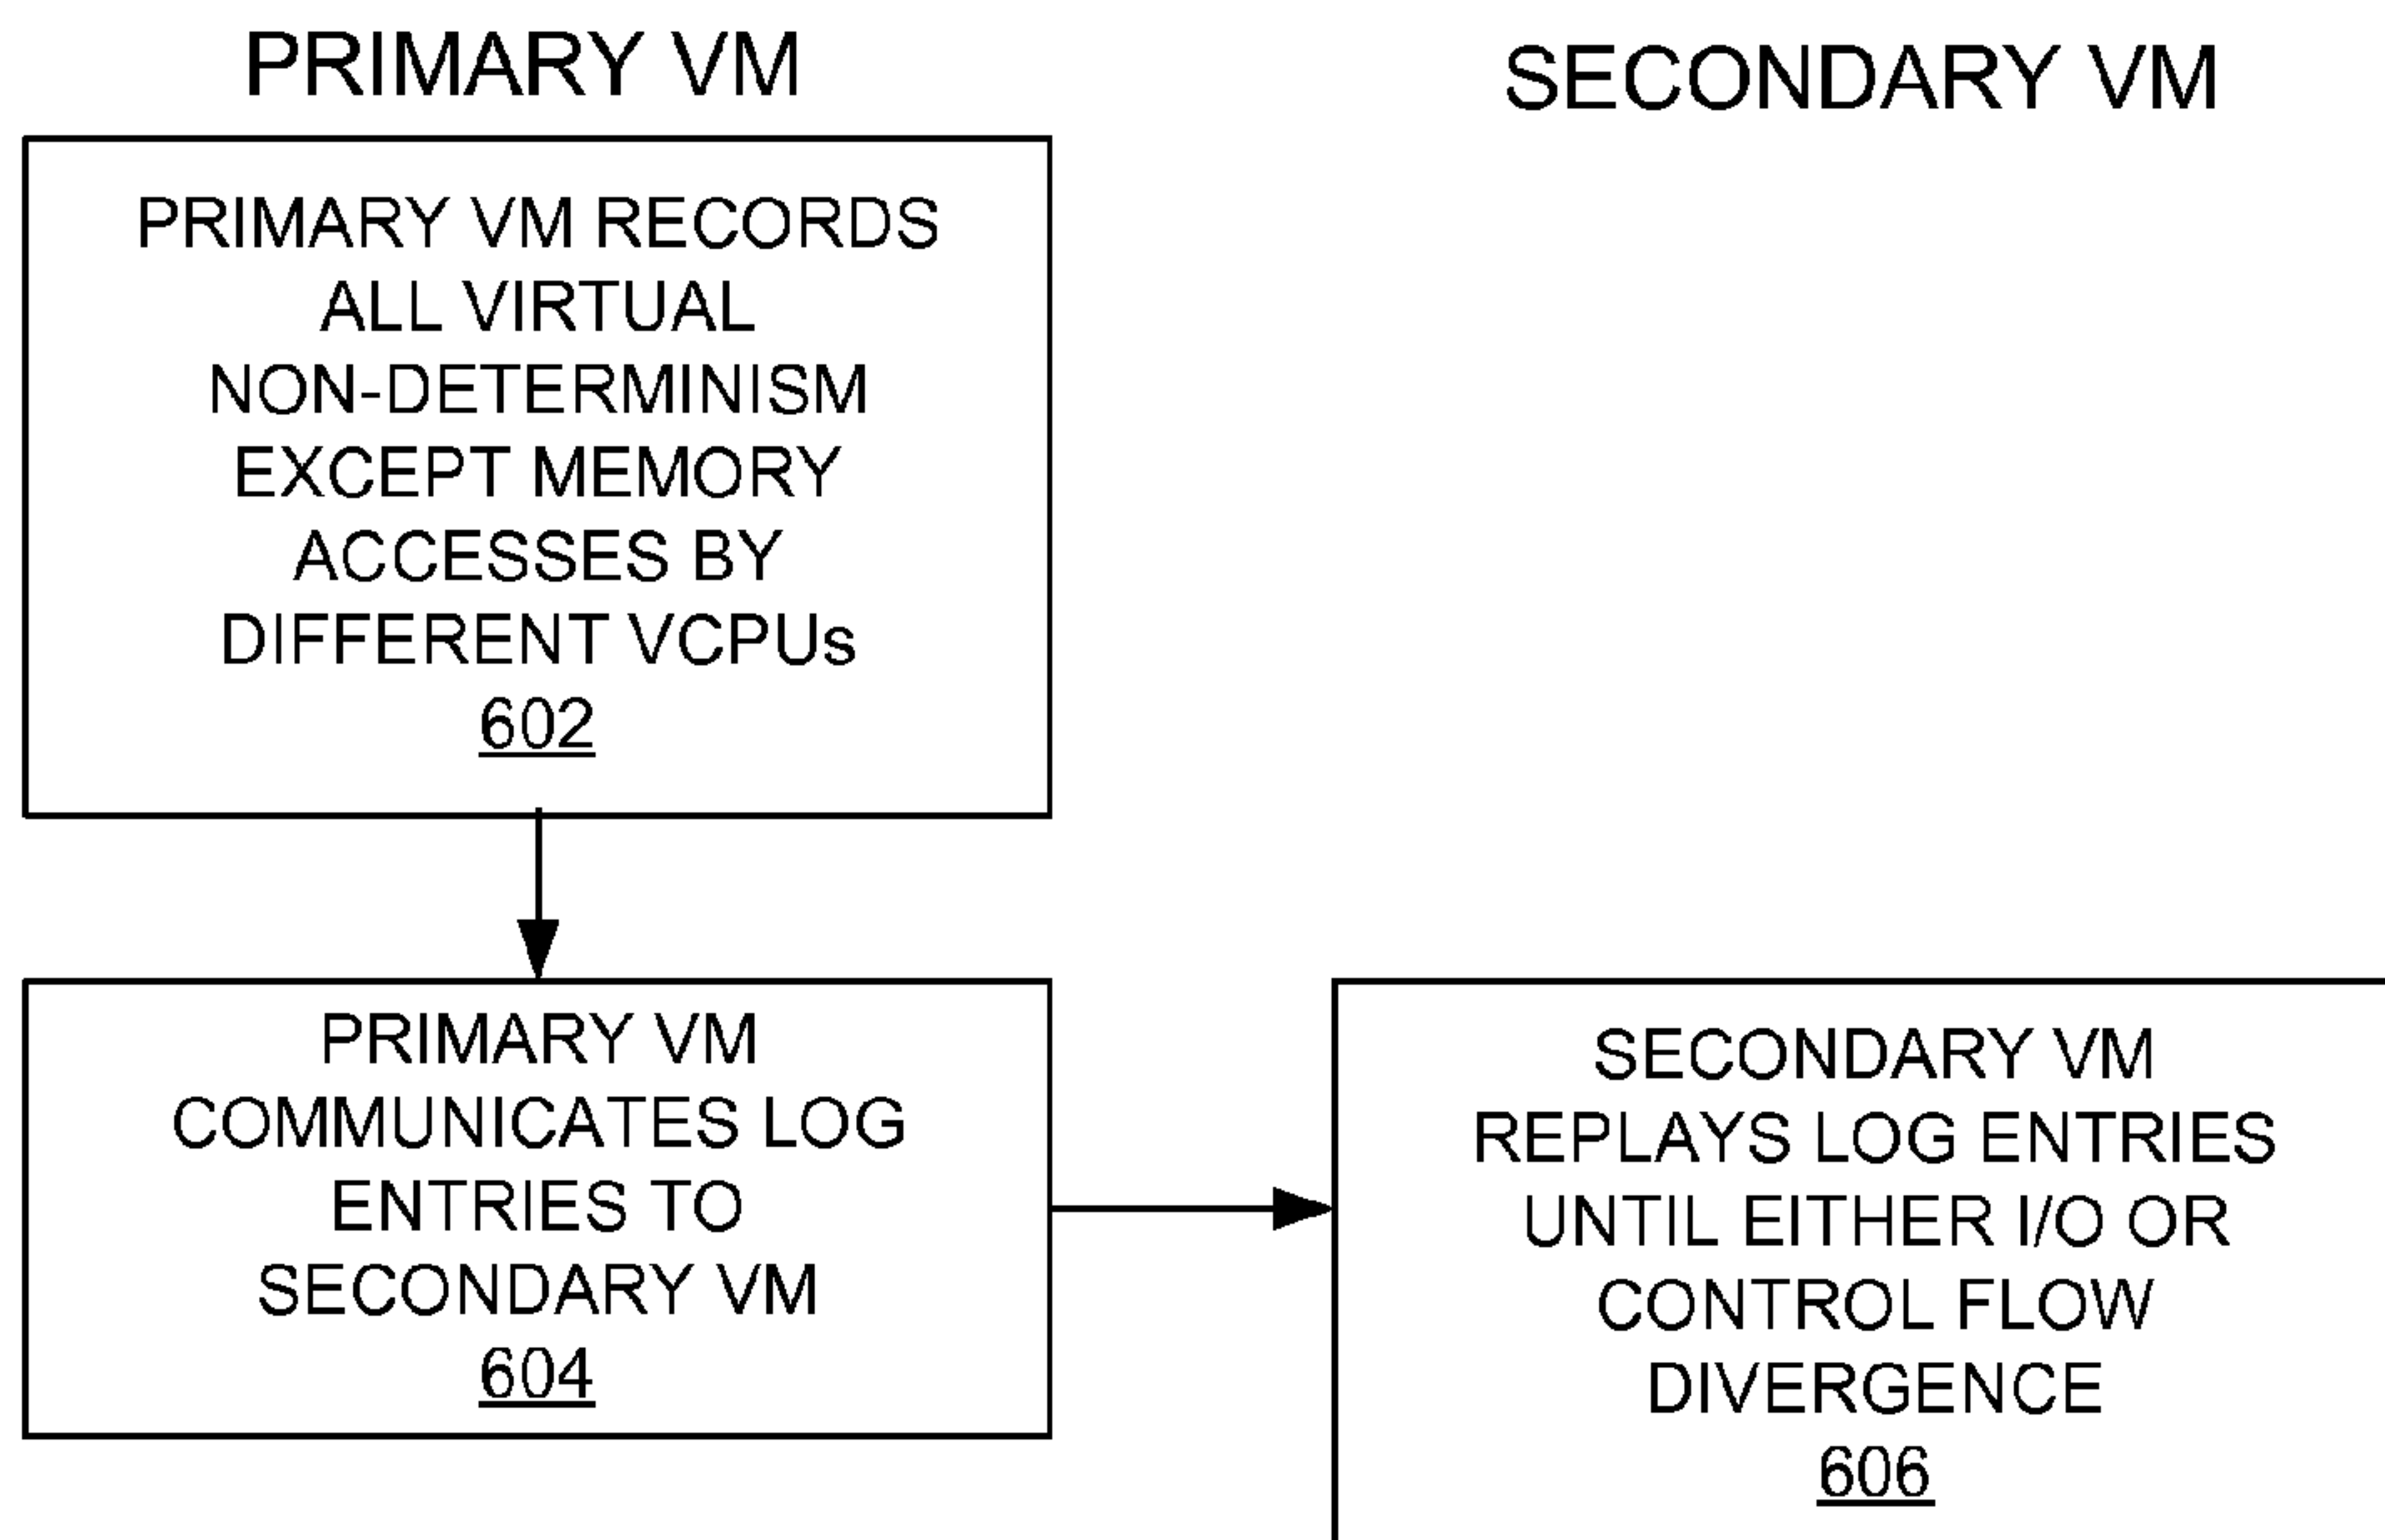 PRIMARY VM
SECONDARY VM
PRIMARY VM RECORDS
ALL VIRTUAL
NON-DETERMINISM
EXCEPT MEMORY
ACCESSES BY
DIFFERENT VCPUs
602
PRIMARY VM
COMMUNICATES LOG
ENTRIES TO
SECONDARY VM
604
SECONDARY VM
REPLAYS LOG ENTRIES
UNTIL EITHER I/O OR
CONTROL FLOW
DIVERGENCE
606